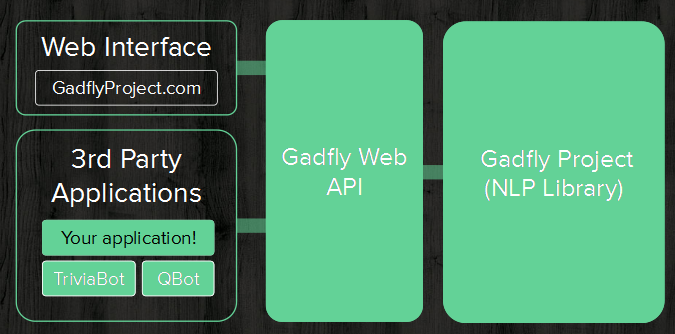 Web Interface
GadflyProject.com
3rd Party
Applications
Your application!
TriviaBot
QBot
Gadfly Web
API
Gadfly Project
(NLP Library)